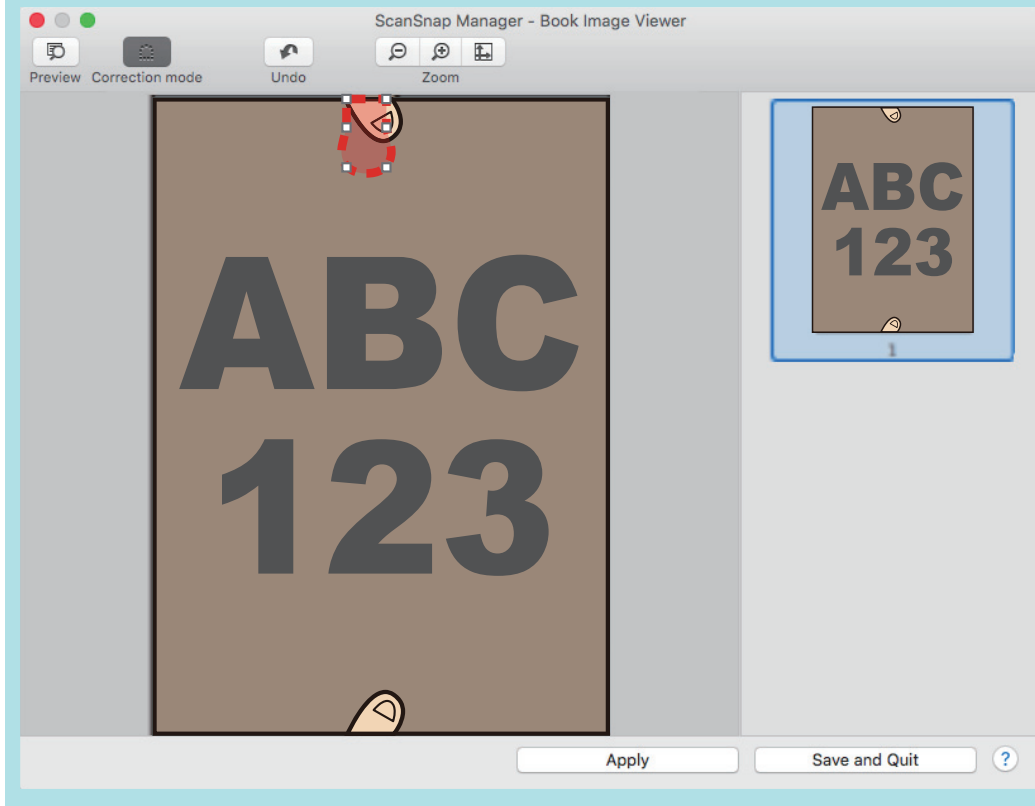 ScanSnap Manager - Book Image Viewer
Preview Correction mode Undo Zoom
ABC
123
ABC
123
1
Apply Save and Quit ?